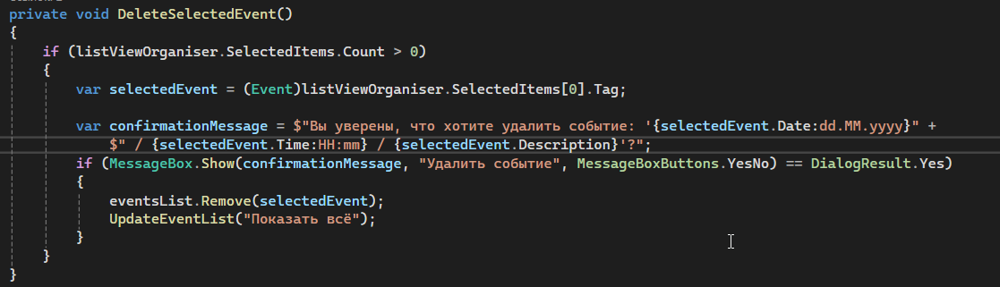 private void DeleteSelectedEvent()
{
if (listViewOrganiser.SelectedItems.Count > 0)
{
var selectedEvent = (Event)listViewOrganiser.SelectedItems[0].Tag;
var confirmationMessage = $"Вы уверены, что хотите удалить событие: '{selectedEvent.Date:dd.MM.yyyy}" +
$" / {selectedEvent.Time:HH:mm} / {selectedEvent.Description}'?";
if (MessageBox.Show(confirmationMessage, "Удалить событие", MessageBoxButtons.YesNo) == DialogResult.Yes)
{
eventsList.Remove(selectedEvent);
UpdateEventList("Показать всё");
}
}
}